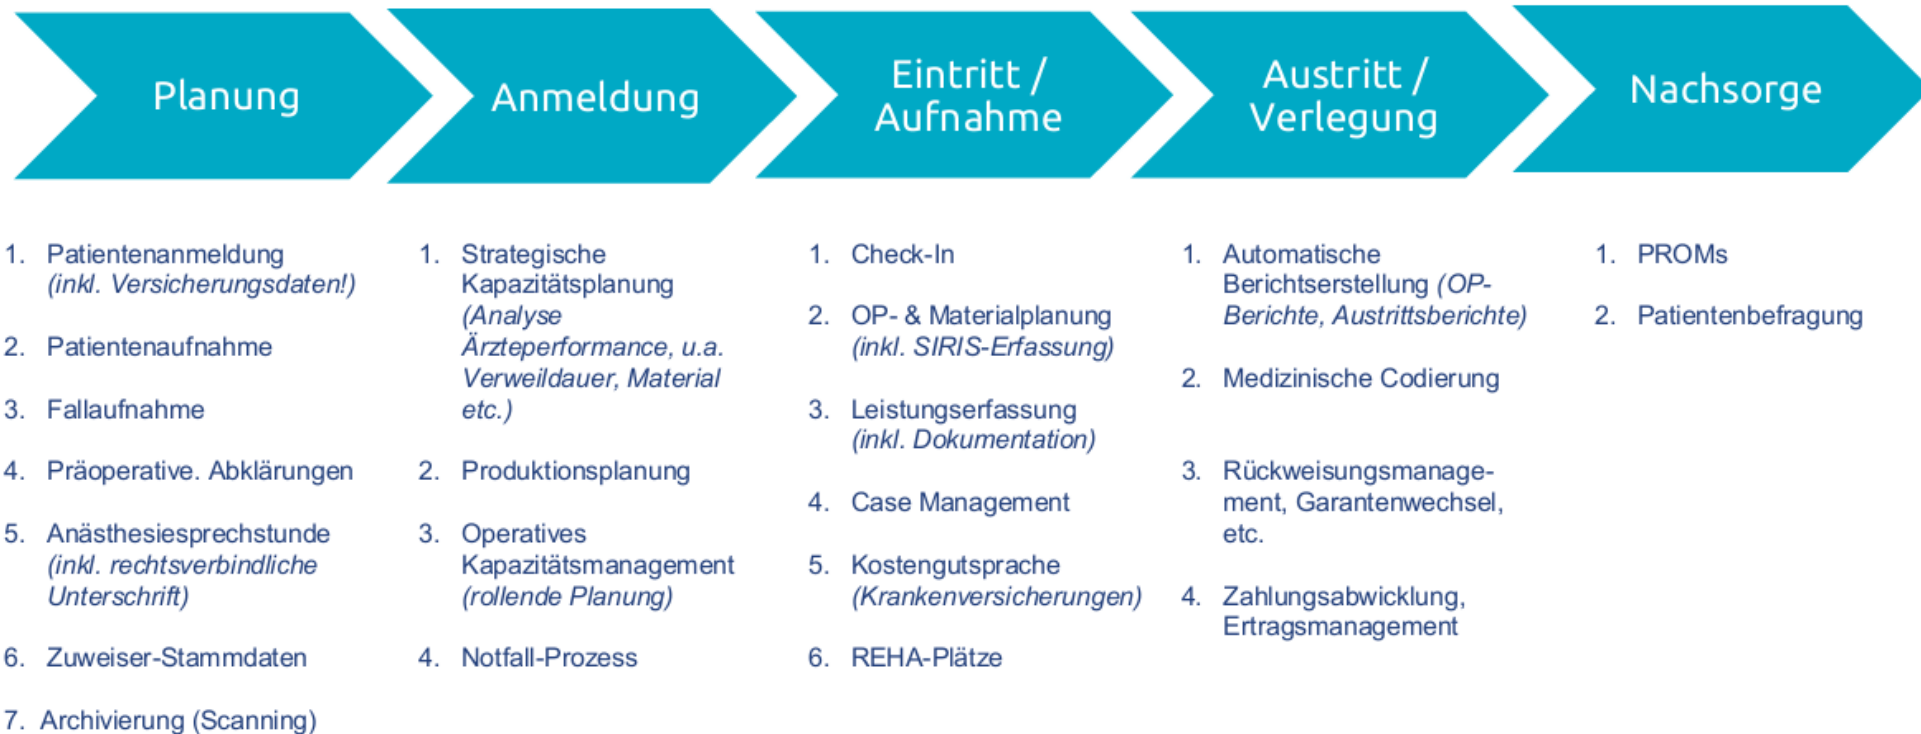 Planung
Anmeldung
Eintritt /
Aufnahme
Austritt /
Verlegung
Nachsorge
1. Patientenanmeldung
(inkl. Versicherungsdaten!)
2. Patientenaufnahme
3. Fallaufnahme
4. Präoperative. Abklärungen
5. Anästhesiesprechstunde
(inkl. rechtsverbindliche
Unterschrift)
6. Zuweiser-Stammdaten
7. Archivierung (Scanning)
1. Strategische
Kapazitätsplanung
(Analyse
Ärzteperformance, u.a.
Verweildauer, Material
etc.)
2. Produktionsplanung
3. Operatives
Kapazitätsmanagement
(rollende Planung)
4. Notfall-Prozess
1. Check-In
2. OP- & Materialplanung
(inkl. SIRIS-Erfassung)
3. Leistungserfassung
(inkl. Dokumentation)
4. Case Management
5. Kostengutsprache
(Krankenversicherungen)
6. REHA-Plätze
1. Automatische
Berichtserstellung (OP-
Berichte, Austrittsberichte)
2. Medizinische Codierung
3. Rückweisungsmanage-
ment, Garantenwechsel,
etc.
4. Zahlungsabwicklung,
Ertragsmanagement
1. PROMs
2. Patientenbefragung